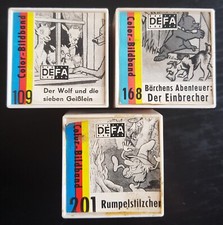 Color-Bildband
DEFA
109
Der Wolf und die
sieben Geißlein
Color-Bildband
DEFA
168
Bärchens Abenteuer:
Der Einbrecher
Color-Bildband
DEFA
201
Rumpelstilzchen